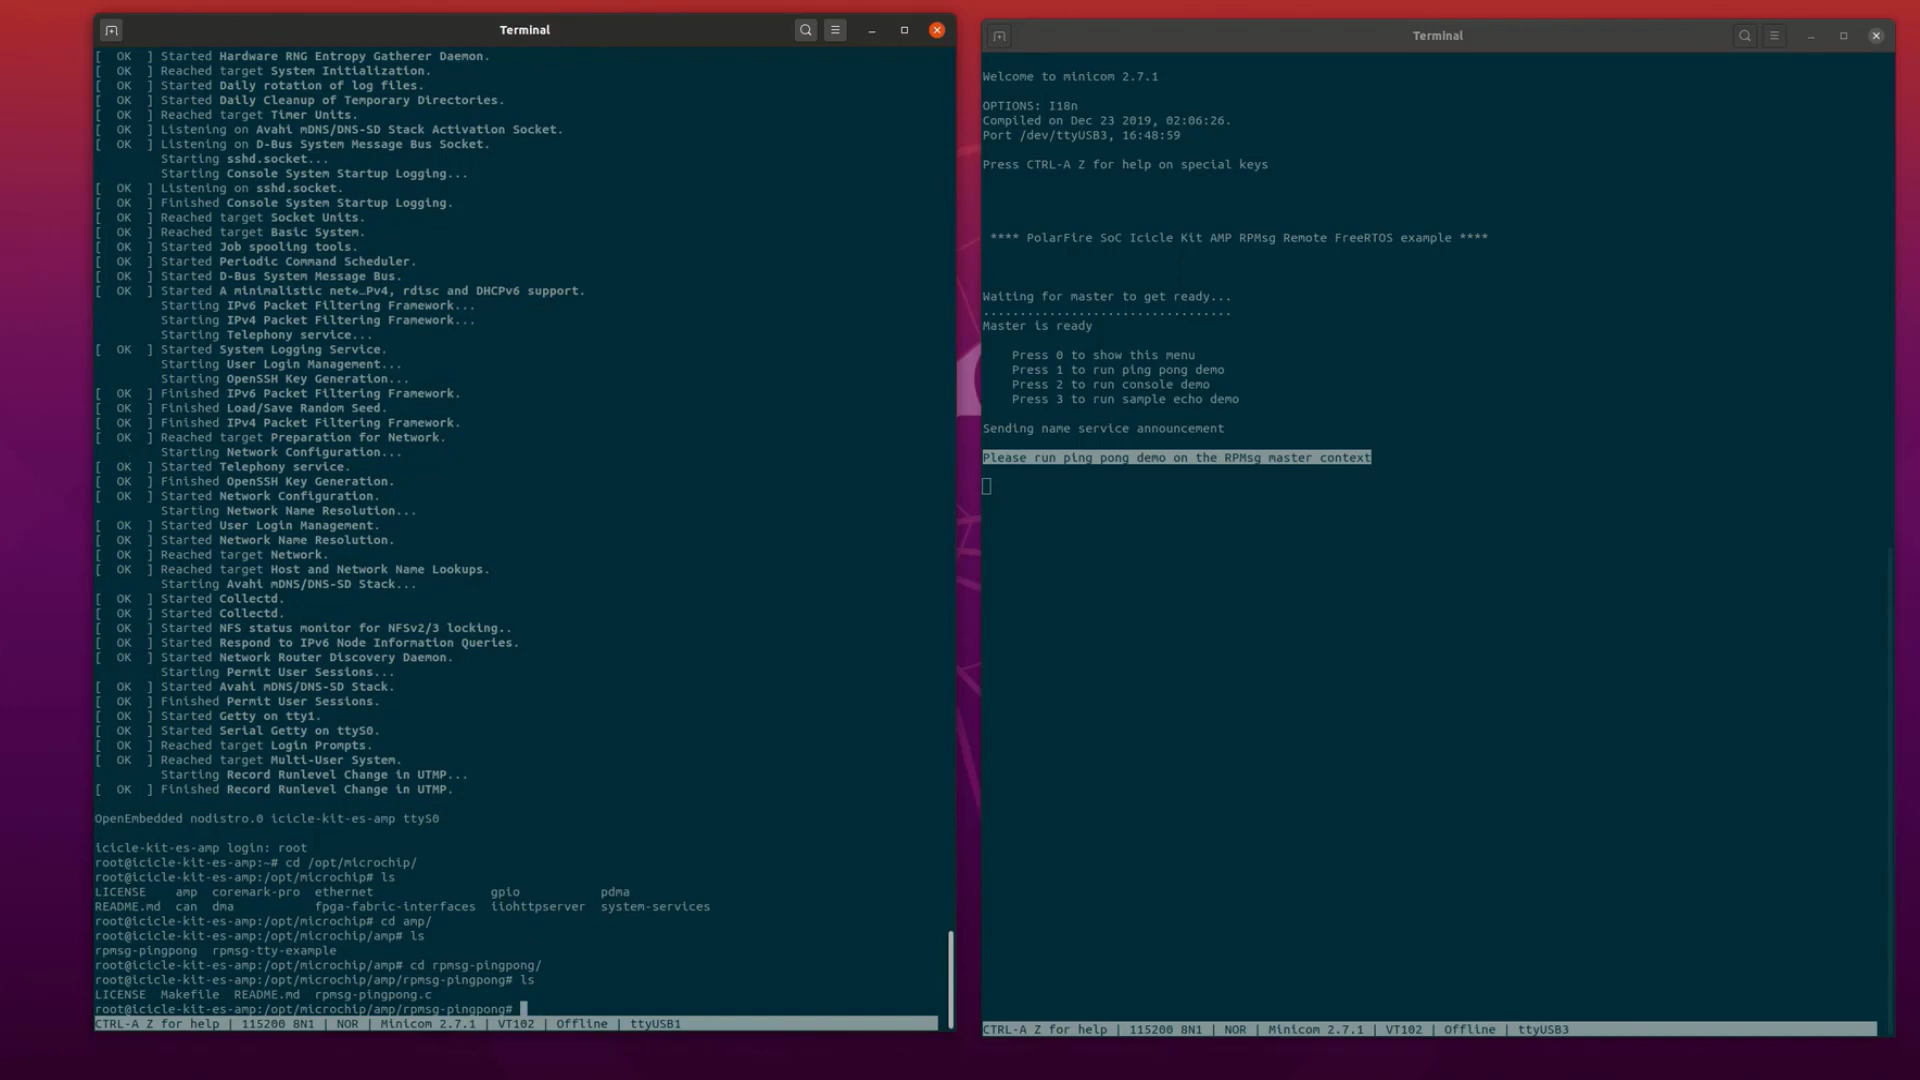 Terminal
[  OK  ] Started Hardware RNG Entropy Gatherer Daemon.
[  OK  ] Reached target System Initialization.
[  OK  ] Started Daily rotation of log files.
[  OK  ] Started Daily Cleanup of Temporary Directories.
[  OK  ] Reached target Timer Units.
[  OK  ] Listening on Avahi mDNS/DNS-SD Stack Activation Socket.
[  OK  ] Listening on D-Bus System Message Bus Socket.
Starting sshd.socket...
Starting Console System Startup Logging...
[  OK  ] Listening on sshd.socket.
[  OK  ] Finished Console System Startup Logging.
[  OK  ] Reached target Socket Units.
[  OK  ] Reached target Basic System.
[  OK  ] Started Job spooling tools.
[  OK  ] Started Periodic Command Scheduler.
[  OK  ] Started D-Bus System Message Bus.
[  OK  ] Started A minimalistic net�…Pv4, rdisc and DHCPv6 support.
Starting IPv6 Packet Filtering Framework...
Starting IPv4 Packet Filtering Framework...
Starting Telephony service...
[  OK  ] Started System Logging Service.
Starting User Login Management...
Starting OpenSSH Key Generation...
[  OK  ] Finished IPv6 Packet Filtering Framework.
[  OK  ] Finished Load/Save Random Seed.
[  OK  ] Finished IPv4 Packet Filtering Framework.
[  OK  ] Reached target Preparation for Network.
Starting Network Configuration...
[  OK  ] Started Telephony service.
[  OK  ] Finished OpenSSH Key Generation.
[  OK  ] Started Network Configuration.
Starting Network Name Resolution...
[  OK  ] Started User Login Management.
[  OK  ] Started Network Name Resolution.
[  OK  ] Reached target Network.
[  OK  ] Reached target Host and Network Name Lookups.
Starting Avahi mDNS/DNS-SD Stack...
[  OK  ] Started Collectd.
[  OK  ] Started Collectd.
[  OK  ] Started NFS status monitor for NFSv2/3 locking..
[  OK  ] Started Respond to IPv6 Node Information Queries.
[  OK  ] Started Network Router Discovery Daemon.
Starting Permit User Sessions...
[  OK  ] Started Avahi mDNS/DNS-SD Stack.
[  OK  ] Finished Permit User Sessions.
[  OK  ] Started Getty on tty1.
[  OK  ] Started Serial Getty on ttyS0.
[  OK  ] Reached target Login Prompts.
[  OK  ] Reached target Multi-User System.
Starting Record Runlevel Change in UTMP...
[  OK  ] Finished Record Runlevel Change in UTMP.
OpenEmbedded nodistro.0 icicle-kit-es-amp ttyS0
icicle-kit-es-amp login: root
root@icicle-kit-es-amp:~# cd /opt/microchip/
root@icicle-kit-es-amp:/opt/microchip# ls
LICENSE    amp  coremark-pro  ethernet                gpio           pdma
README.md  can  dma           fpga-fabric-interfaces  iiohttpserver  system-services
root@icicle-kit-es-amp:/opt/microchip# cd amp/
root@icicle-kit-es-amp:/opt/microchip/amp# ls
rpmsg-pingpong  rpmsg-tty-example
root@icicle-kit-es-amp:/opt/microchip/amp# cd rpmsg-pingpong/
root@icicle-kit-es-amp:/opt/microchip/amp/rpmsg-pingpong# ls
LICENSE  Makefile  README.md  rpmsg-pingpong.c
root@icicle-kit-es-amp:/opt/microchip/amp/rpmsg-pingpong#
CTRL-A Z for help | 115200 8N1 | NOR | Minicom 2.7.1 | VT102 | Offline | ttyUSB1
Terminal
Welcome to minicom 2.7.1
OPTIONS: I18n
Compiled on Dec 23 2019, 02:06:26.
Port /dev/ttyUSB3, 16:48:59
Press CTRL-A Z for help on special keys
**** PolarFire SoC Icicle Kit AMP RPMsg Remote FreeRTOS example ****
Waiting for master to get ready...
..................................
Master is ready
Press 0 to show this menu
Press 1 to run ping pong demo
Press 2 to run console demo
Press 3 to run sample echo demo
Sending name service announcement
Please run ping pong demo on the RPMsg master context
CTRL-A Z for help | 115200 8N1 | NOR | Minicom 2.7.1 | VT102 | Offline | ttyUSB3